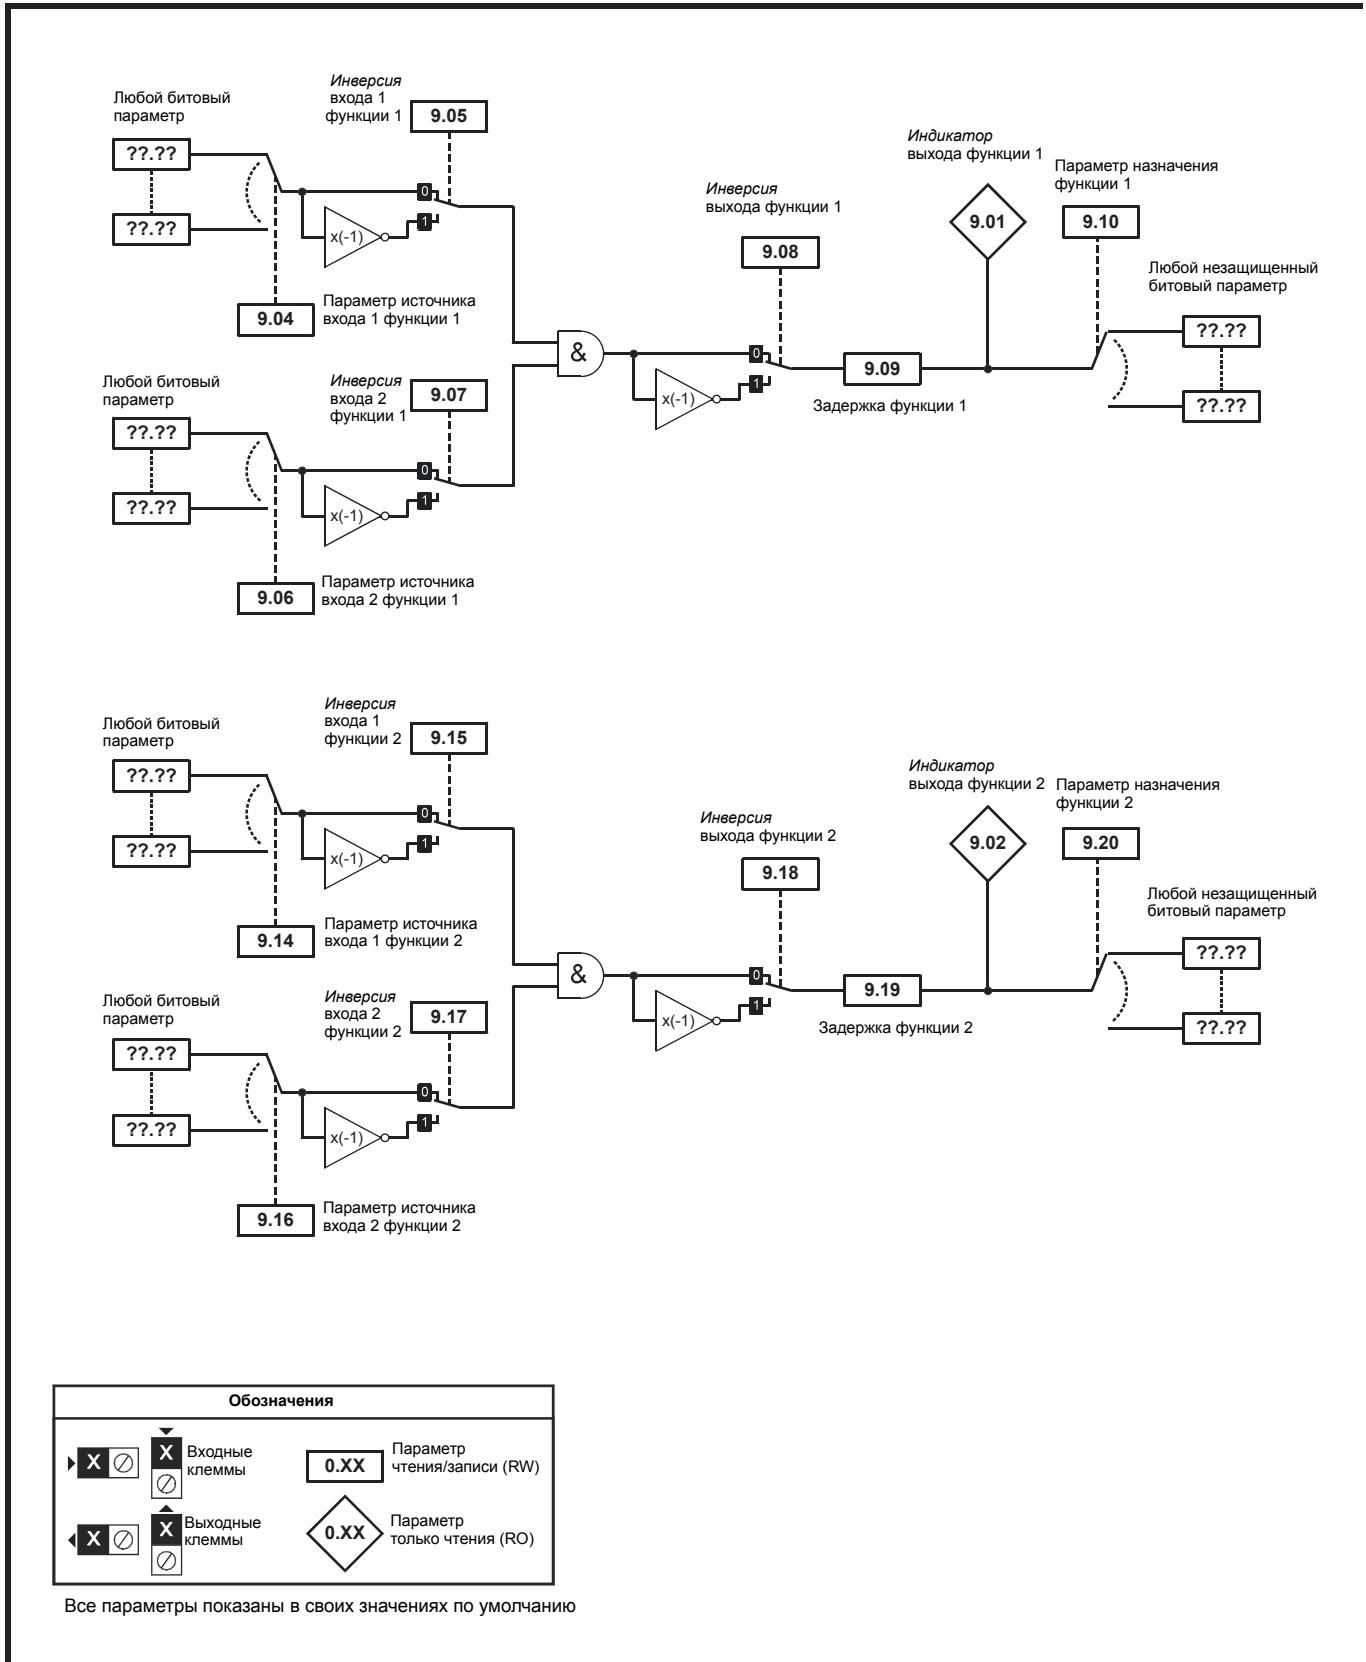 Инверсия
входа 1
функции 1
Любой битовый
параметр
9.05
??.??
??.??
0
1
x(-1)
9.04
Параметр источника
входа 1 функции 1
Индикатор
выхода функции 1
Параметр назначения
функции 1
Инверсия
выхода функции 1
9.01
9.10
9.08
Любой незащищенный
битовый параметр
??.??
??.??
&
0
1
x(-1)
9.09
Задержка функции 1
Любой битовый
параметр
Инверсия
входа 2
функции 1
9.07
??.??
??.??
0
1
x(-1)
9.06
Параметр источника
входа 2 функции 1
Инверсия
входа 1
функции 2
Любой битовый
параметр
9.15
??.??
??.??
0
1
x(-1)
9.14
Параметр источника
входа 1 функции 2
Индикатор
выхода функции 2
Параметр назначения
функции 2
Инверсия
выхода функции 2
9.02
9.20
9.18
Любой незащищенный
битовый параметр
??.??
??.??
&
0
1
x(-1)
9.19
Задержка функции 2
Любой битовый
параметр
Инверсия
входа 2
функции 2
9.17
??.??
??.??
0
1
x(-1)
9.16
Параметр источника
входа 2 функции 2
Обозначения
X
X
Входные
клеммы
0.XX
Параметр
чтения/записи (RW)
X
X
Выходные
клеммы
0.XX
Параметр
только чтения (RO)
Все параметры показаны в своих значениях по умолчанию